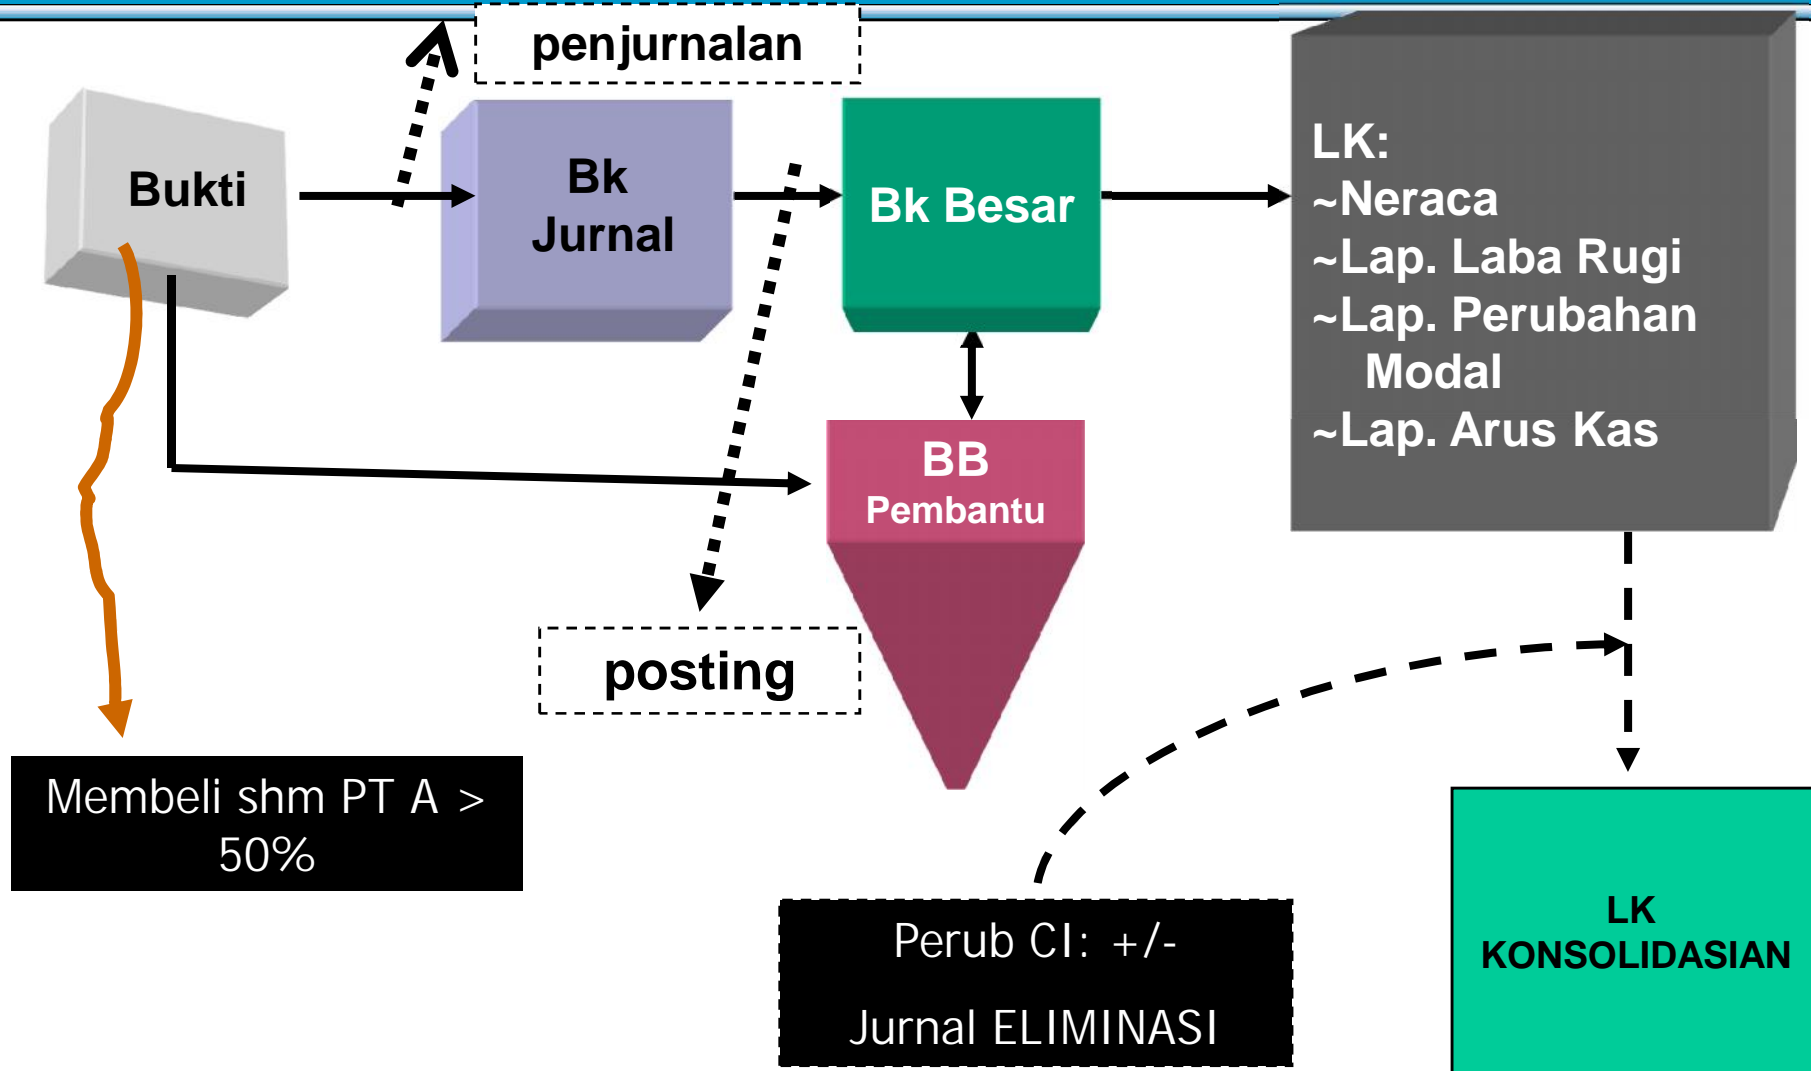 penjurnalan
Bukti
Bk
Jurnal
Bk Besar
LK:
~Neraca
~Lap. Laba Rugi
~Lap. Perubahan
Modal
~Lap. Arus Kas
BB
Pembantu
posting
Membeli shm PT A >
50%
Perub CI: +/-
Jurnal ELIMINASI
LK
KONSOLIDASIAN